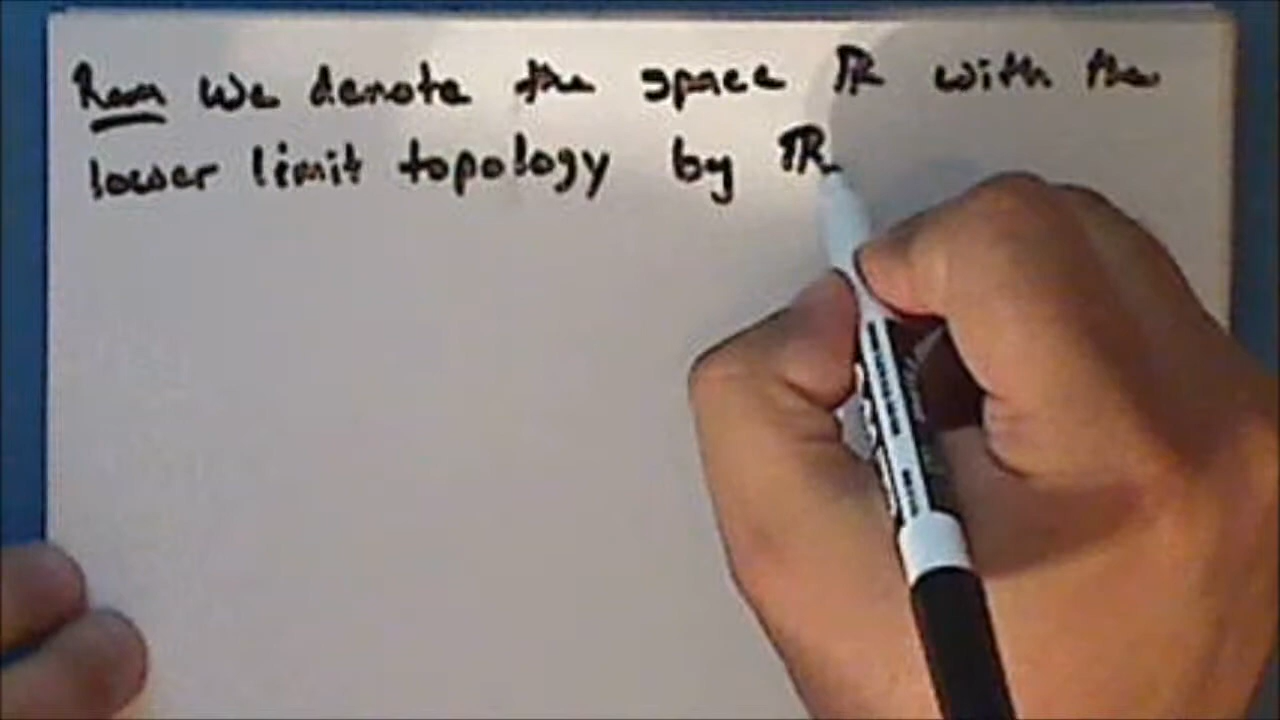 Rem We denote the space ℝ with the
lower limit topology by ℝ